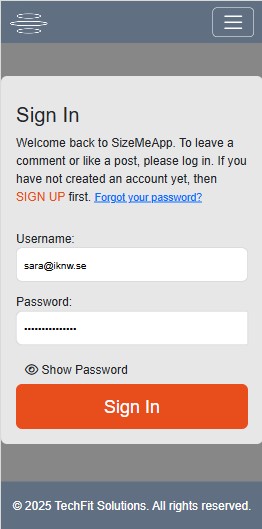 Sign In
Welcome back to SizeMeApp. To leave a
comment or like a post, please log in. If you
have not created an account yet, then
SIGN UP first. Forgot your password?
Username:
sara@iknw.se
Password:
•••••••••••••••
Show Password
Sign In
© 2025 TechFit Solutions. All rights reserved.